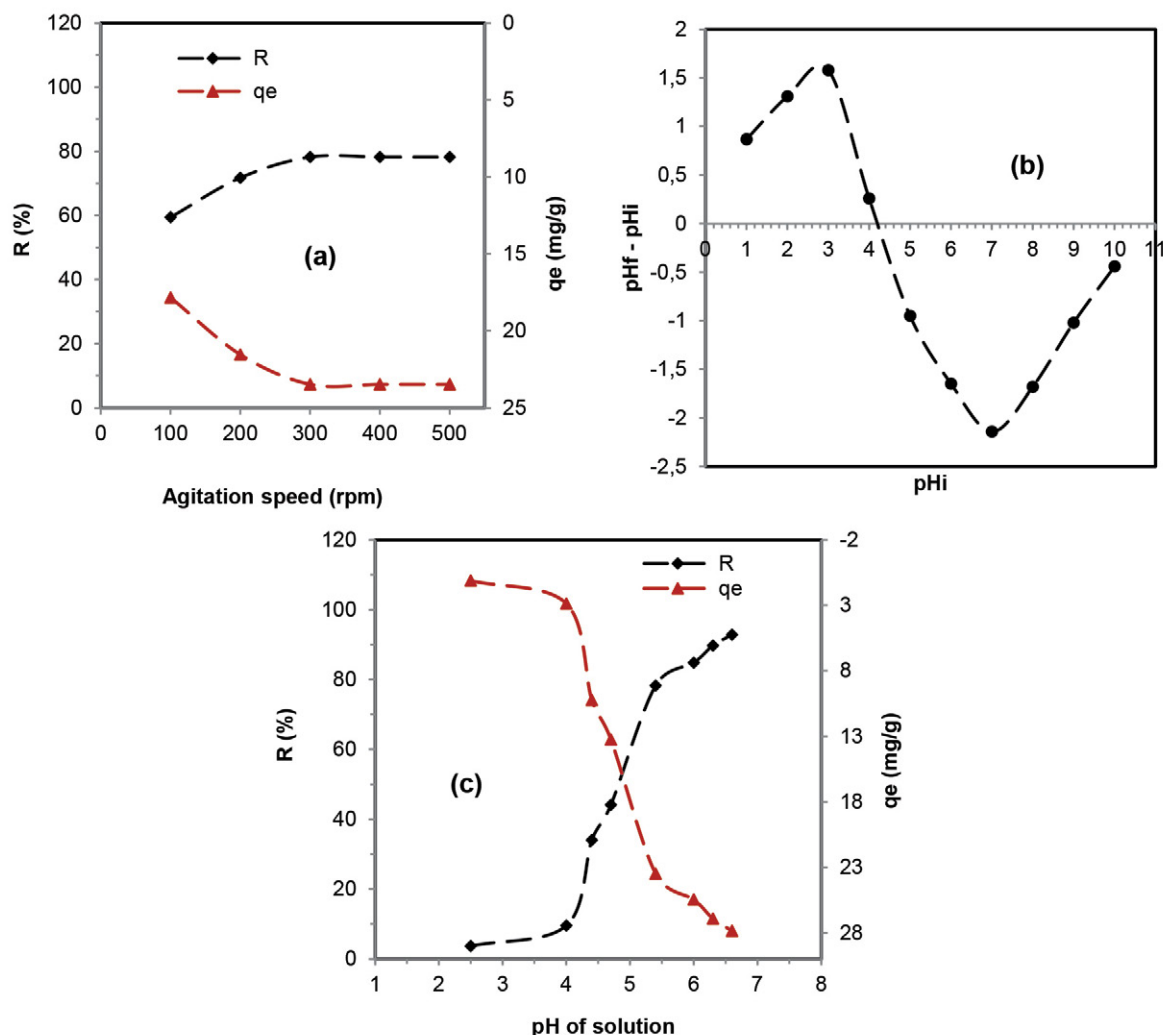 120
100
80
60
40
20
0
R (%)
R
qe
(a)
0
5
10
15
20
25
qe (mg/g)
0 100 200 300 400 500
Agitation speed (rpm)
2
1,5
1
0,5
0
-0,5
-1
-1,5
-2
-2,5
pHf - pHi
(b)
0 1 2 3 4 5 6 7 8 9 10 11
pHi
120
100
80
60
40
20
0
R (%)
R
qe
(c)
-2
3
8
13
18
23
28
qe (mg/g)
1 2 3 4 5 6 7 8
pH of solution